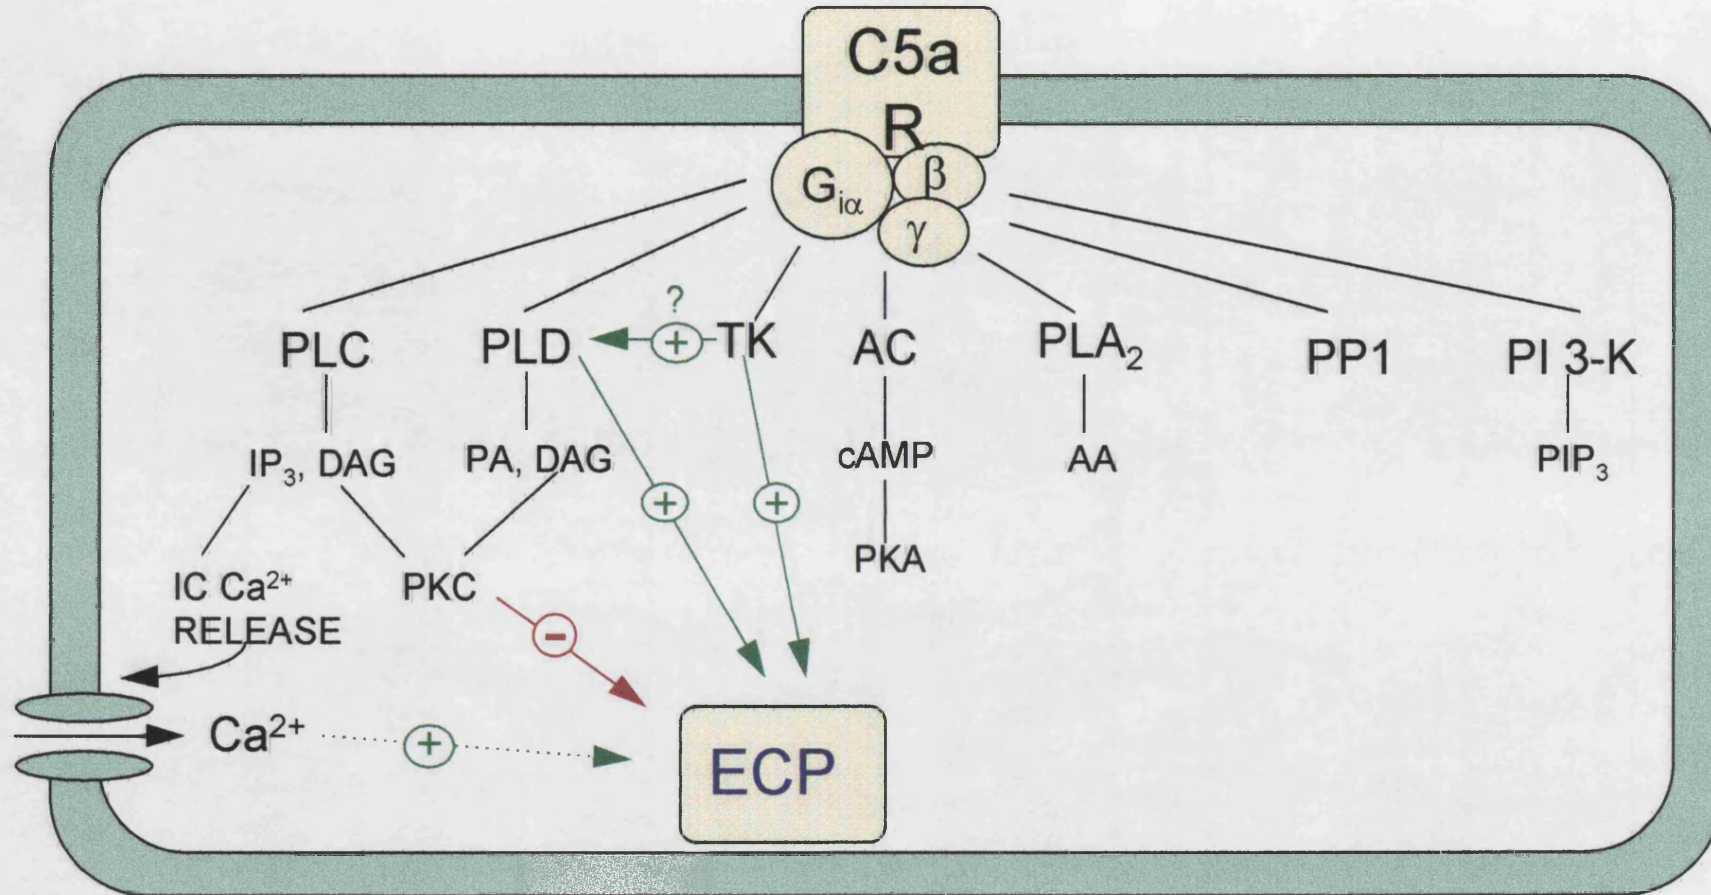 C5a
R
G_iα
β
γ
?
+
PLC
PLD
TK
AC
PLA₂
PP1
PI 3-K
IP₃, DAG
PA, DAG
cAMP
AA
PIP₃
+
+
IC Ca²⁺
RELEASE
PKC
PKA
-
Ca²⁺
+
ECP